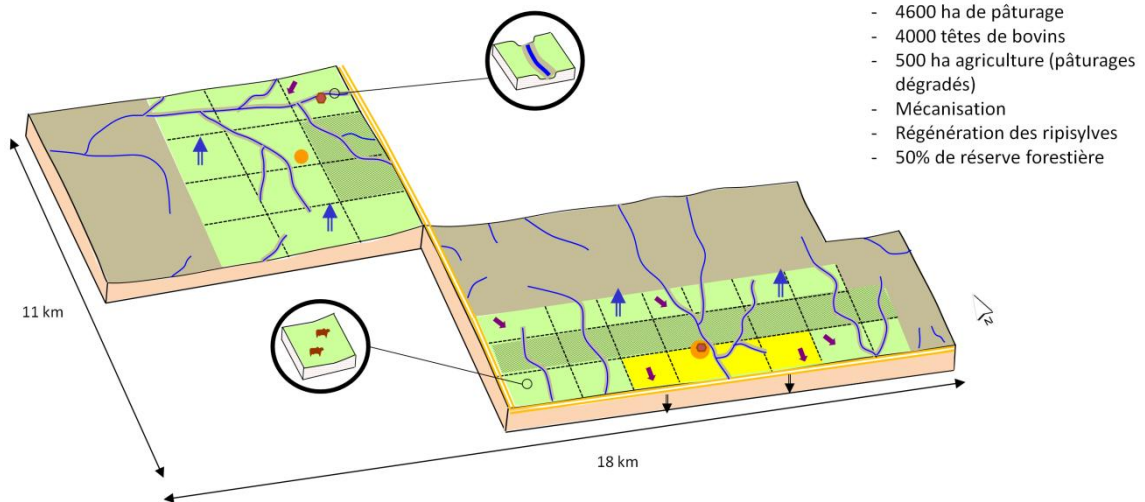 - 4600 ha de pâturage
- 4000 têtes de bovins
- 500 ha agriculture (pâturages
dégradés)
- Mécanisation
- Régénération des ripisylves
- 50% de réserve forestière
11 km
18 km
N